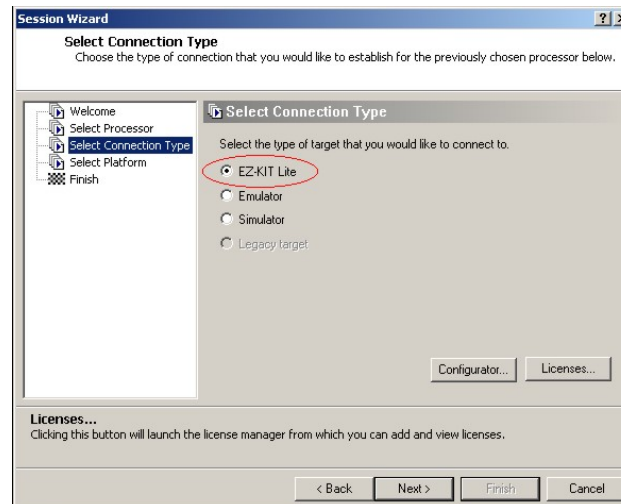 Session Wizard
Select Connection Type
Choose the type of connection that you would like to establish for the previously chosen processor below.
Welcome
Select Processor
Select Connection Type
Select Platform
Finish
Select Connection Type
Select the type of target that you would like to connect to.
EZ-KIT Lite
Emulator
Simulator
Legacy target
Configurator...
Licenses...
Licenses...
Clicking this button will launch the license manager from which you can add and view licenses.
< Back
Next >
Finish
Cancel